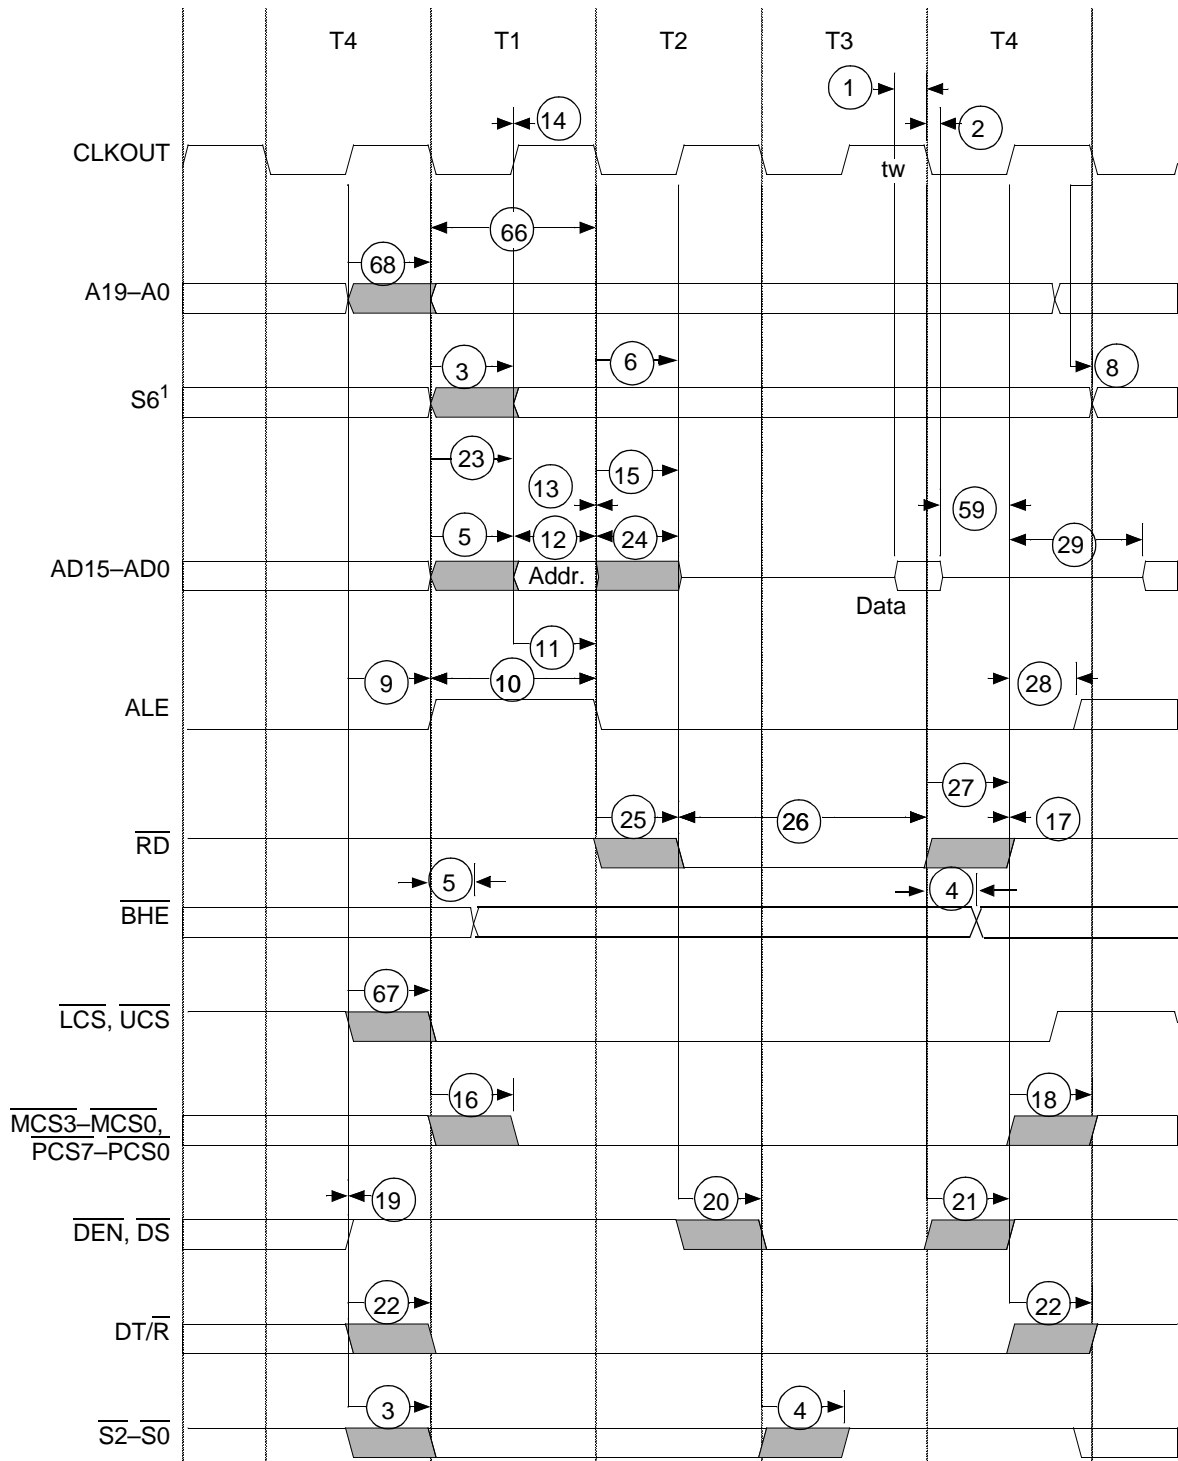 T4 T1 T2 T3 T4
1
14 2
CLKOUT
tw
66
68
A19–A0
3 6 8
S6¹
23
13 15
59
5 12 24 29
AD15–AD0 Addr.
Data
11
9 10 28
ALE
27
25 26 17
RD
5 4
BHE
67
LCS, UCS
16 18
MCS3–MCS0,
PCS7–PCS0
19 20 21
DEN, DS
22 22
DT/R
3 4
S2–S0